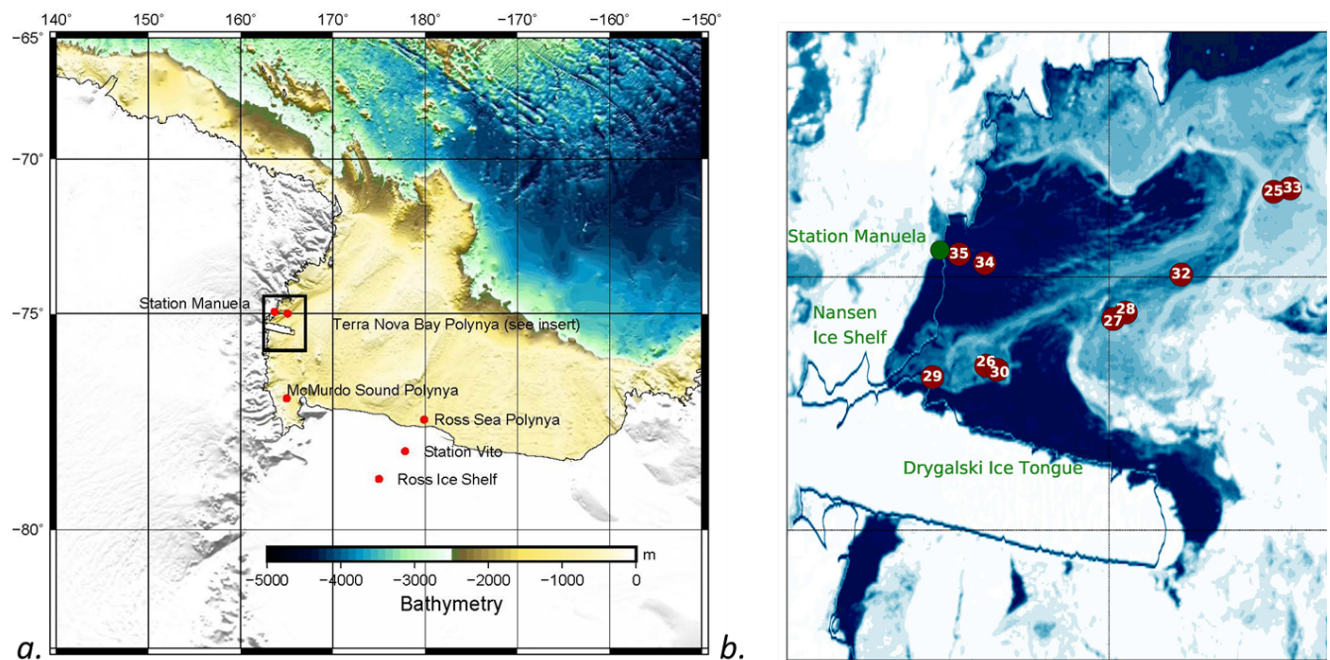 140° 150° 160° 170° 180° −170° −160° −150°
−65°
−70°
−75°
−80°
Station Manuela
Terra Nova Bay Polynya (see insert)
McMurdo Sound Polynya
Ross Sea Polynya
Station Vito
Ross Ice Shelf
m
−5000 −4000 −3000 −2000 −1000 0
Bathymetry
a.
25 33
Station Manuela
35 34
32
28
27
Nansen
Ice Shelf
26
30
29
Drygalski Ice Tongue
b.